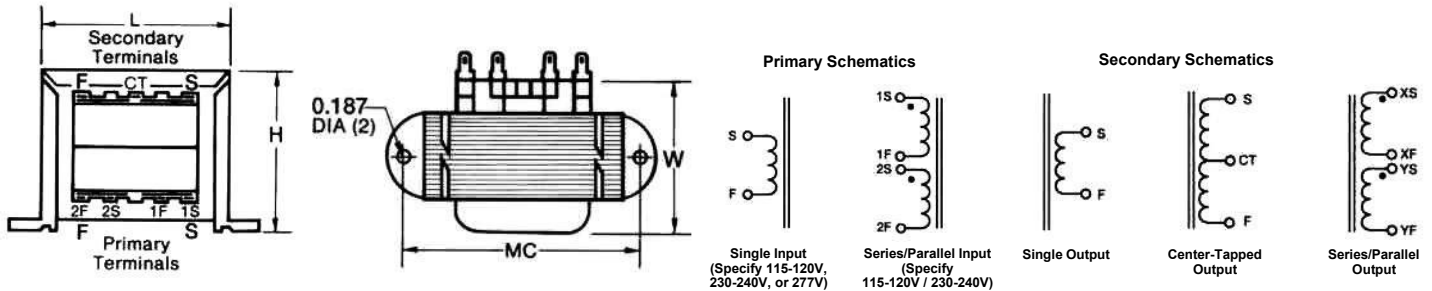 L
Secondary
Terminals
F CT S
H
2F 2S 1F 1S
F S
Primary
Terminals
0.187
DIA (2)
W
MC
Primary Schematics
S
F
Single Input
(Specify 115-120V,
230-240V, or 277V)
1S
1F
2S
2F
Series/Parallel Input
(Specify
115-120V / 230-240V)
Secondary Schematics
S
F
Single Output
S
CT
F
Center-Tapped
Output
XS
XF
YS
YF
Series/Parallel
Output